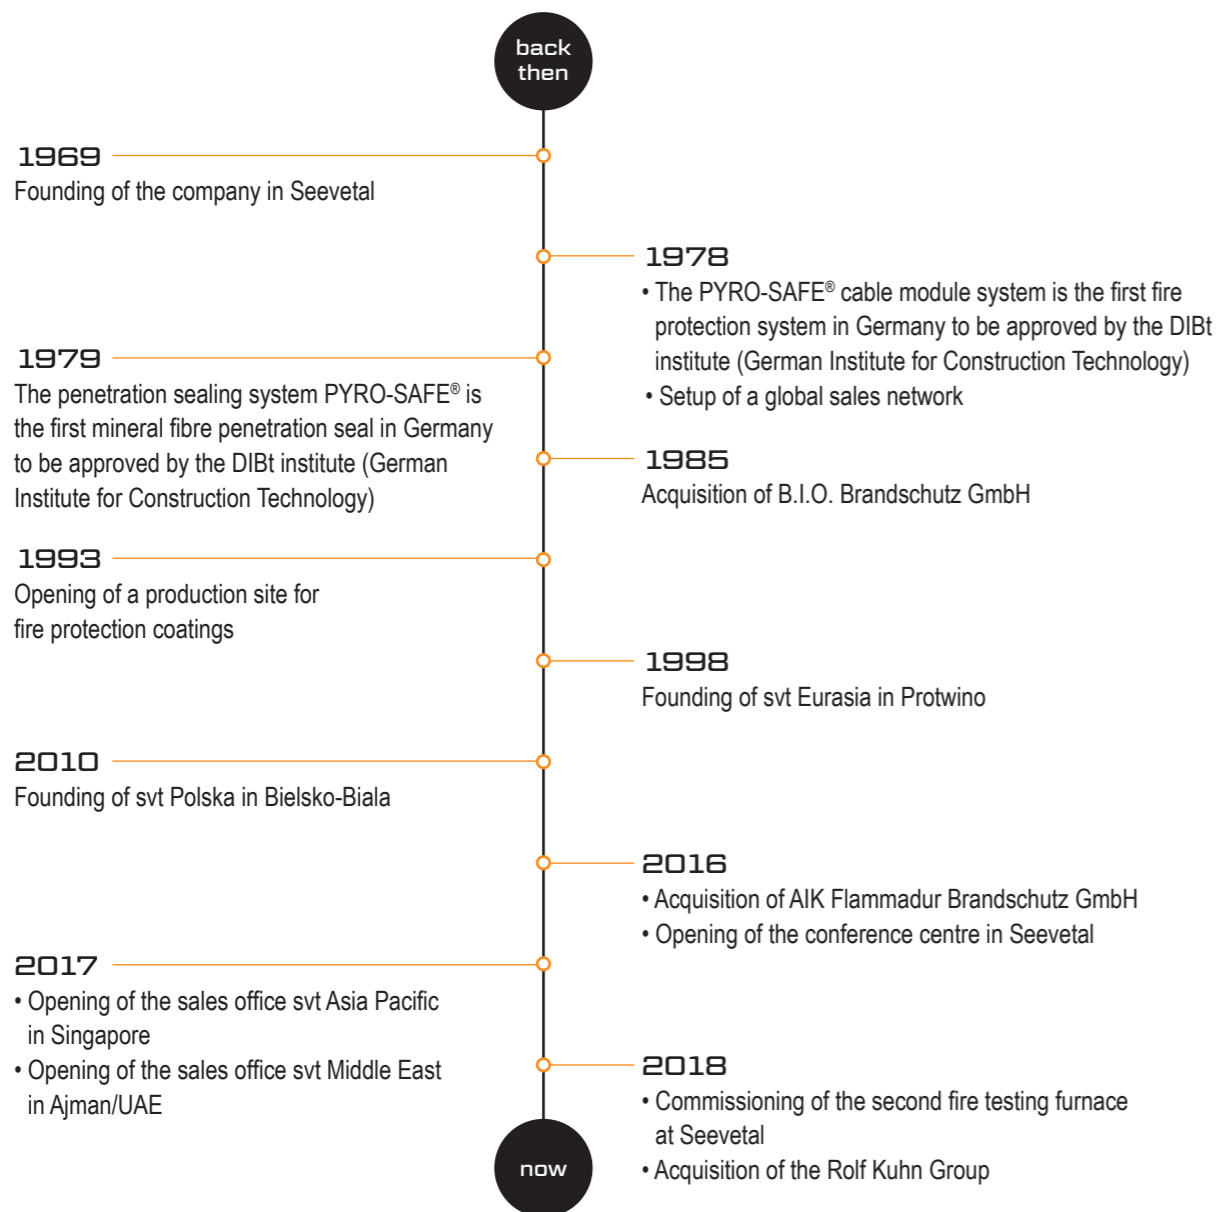 back
then
1969
Founding of the company in Seevetal
1978
• The PYRO-SAFE® cable module system is the first fire
protection system in Germany to be approved by the DIBt
institute (German Institute for Construction Technology)
• Setup of a global sales network
1979
The penetration sealing system PYRO-SAFE® is
the first mineral fibre penetration seal in Germany
to be approved by the DIBt institute (German
Institute for Construction Technology)
1985
Acquisition of B.I.O. Brandschutz GmbH
1993
Opening of a production site for
fire protection coatings
1998
Founding of svt Eurasia in Protwino
2010
Founding of svt Polska in Bielsko-Biala
2016
• Acquisition of AIK Flammadur Brandschutz GmbH
• Opening of the conference centre in Seevetal
2017
• Opening of the sales office svt Asia Pacific
in Singapore
• Opening of the sales office svt Middle East
in Ajman/UAE
2018
• Commissioning of the second fire testing furnace
at Seevetal
• Acquisition of the Rolf Kuhn Group
now